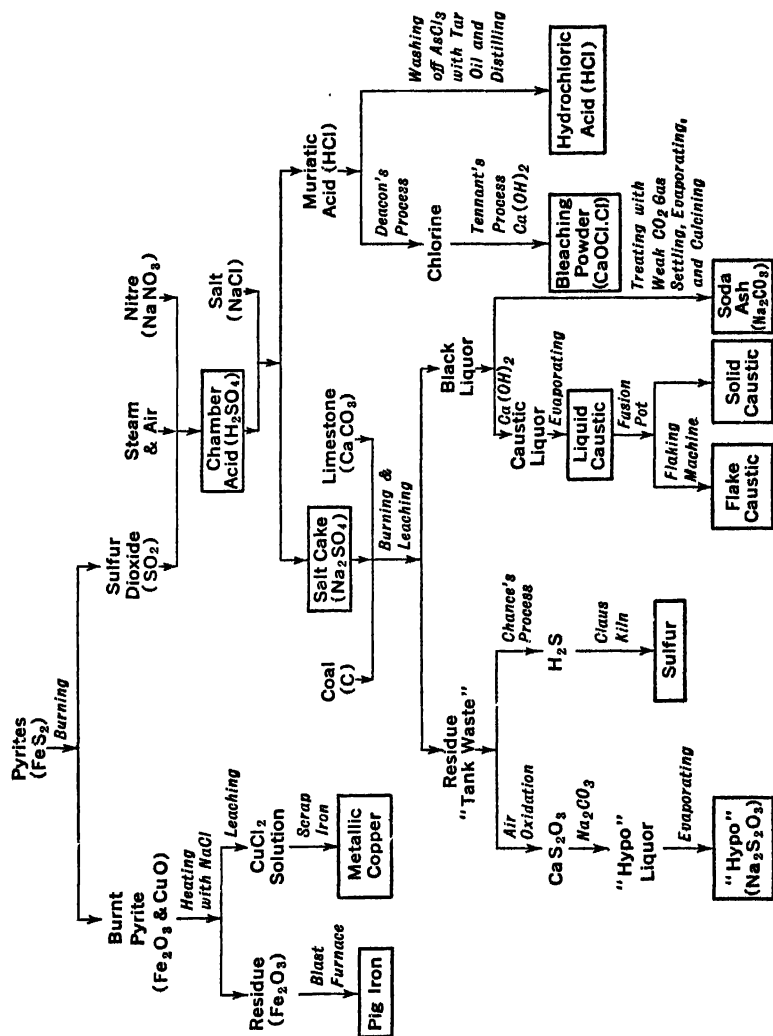 Pyrites
(FeS2)
Burning
Burnt
Pyrite
(Fe2O3 & CuO)
Sulfur
Dioxide
(SO2)
Steam
& Air
Nitre
(NaNO3)
Heating
with NaCl
Chamber
Acid (H2SO4)
Salt
(NaCl)
Residue
(Fe2O3)
Leaching
CuCl2
Solution
Blast
Furnace
Scrap
Iron
Pig Iron
Metallic
Copper
Coal
(C)
Salt Cake
(Na2SO4)
Limestone
(CaCO3)
Muriatic
Acid (HCl)
Burning &
Leaching
Deacon's
Process
Chlorine
Tennant's
Process
Ca(OH)2
Bleaching
Powder
(CaOCl.Cl)
Washing
off AsCl3
with Tar
Oil and
Distilling
Hydrochloric
Acid (HCl)
Residue
"Tank Waste"
Black
Liquor
Air
Oxidation
CaS2O3
Na2CO3
"Hypo"
Liquor
Evaporating
"Hypo"
(Na2S2O3)
Chance's
Process
H2S
Claus
Kiln
Sulfur
Ca(OH)2
Caustic
Liquor
Evaporating
Liquid
Caustic
Fusion
Pot
Flaking
Machine
Flake
Caustic
Solid
Caustic
Treating with
Weak CO2 Gas
Settling, Evaporating,
and Calcining
Soda
Ash
(Na2CO3)